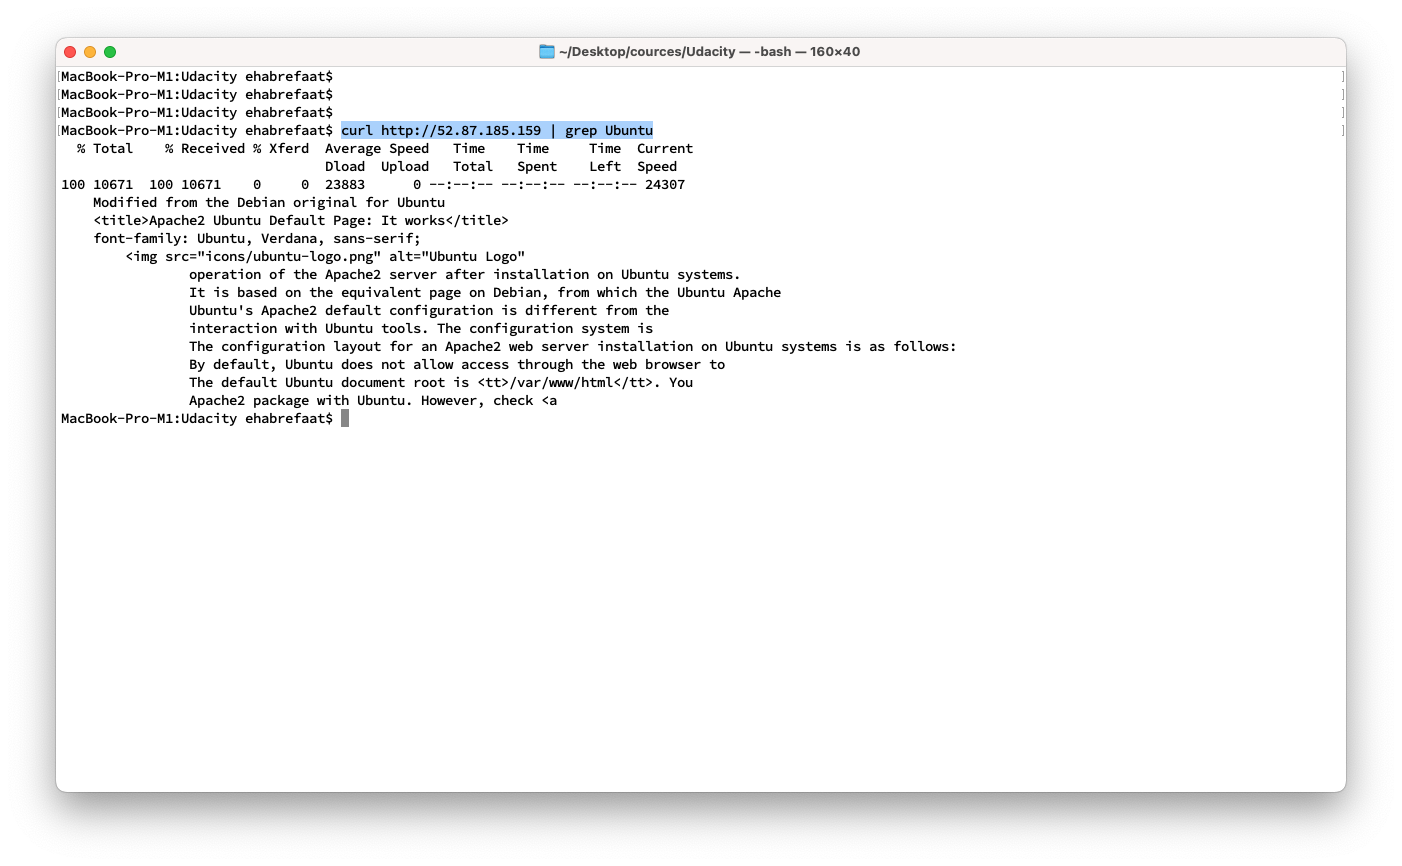 ~/Desktop/cources/Udacity — -bash — 160×40
[MacBook-Pro-M1:Udacity ehabrefaat$ ]
[MacBook-Pro-M1:Udacity ehabrefaat$ ]
[MacBook-Pro-M1:Udacity ehabrefaat$ ]
[MacBook-Pro-M1:Udacity ehabrefaat$ curl http://52.87.185.159 | grep Ubuntu ]
  % Total    % Received % Xferd  Average Speed   Time    Time     Time  Current
                                 Dload  Upload   Total   Spent    Left  Speed
100 10671  100 10671    0     0  23883      0 --:--:-- --:--:-- --:--:-- 24307
    Modified from the Debian original for Ubuntu
    <title>Apache2 Ubuntu Default Page: It works</title>
    font-family: Ubuntu, Verdana, sans-serif;
        <img src="icons/ubuntu-logo.png" alt="Ubuntu Logo"
                operation of the Apache2 server after installation on Ubuntu systems.
                It is based on the equivalent page on Debian, from which the Ubuntu Apache
                Ubuntu's Apache2 default configuration is different from the
                interaction with Ubuntu tools. The configuration system is
                The configuration layout for an Apache2 web server installation on Ubuntu systems is as follows:
                By default, Ubuntu does not allow access through the web browser to
                The default Ubuntu document root is <tt>/var/www/html</tt>. You
                Apache2 package with Ubuntu. However, check <a
MacBook-Pro-M1:Udacity ehabrefaat$